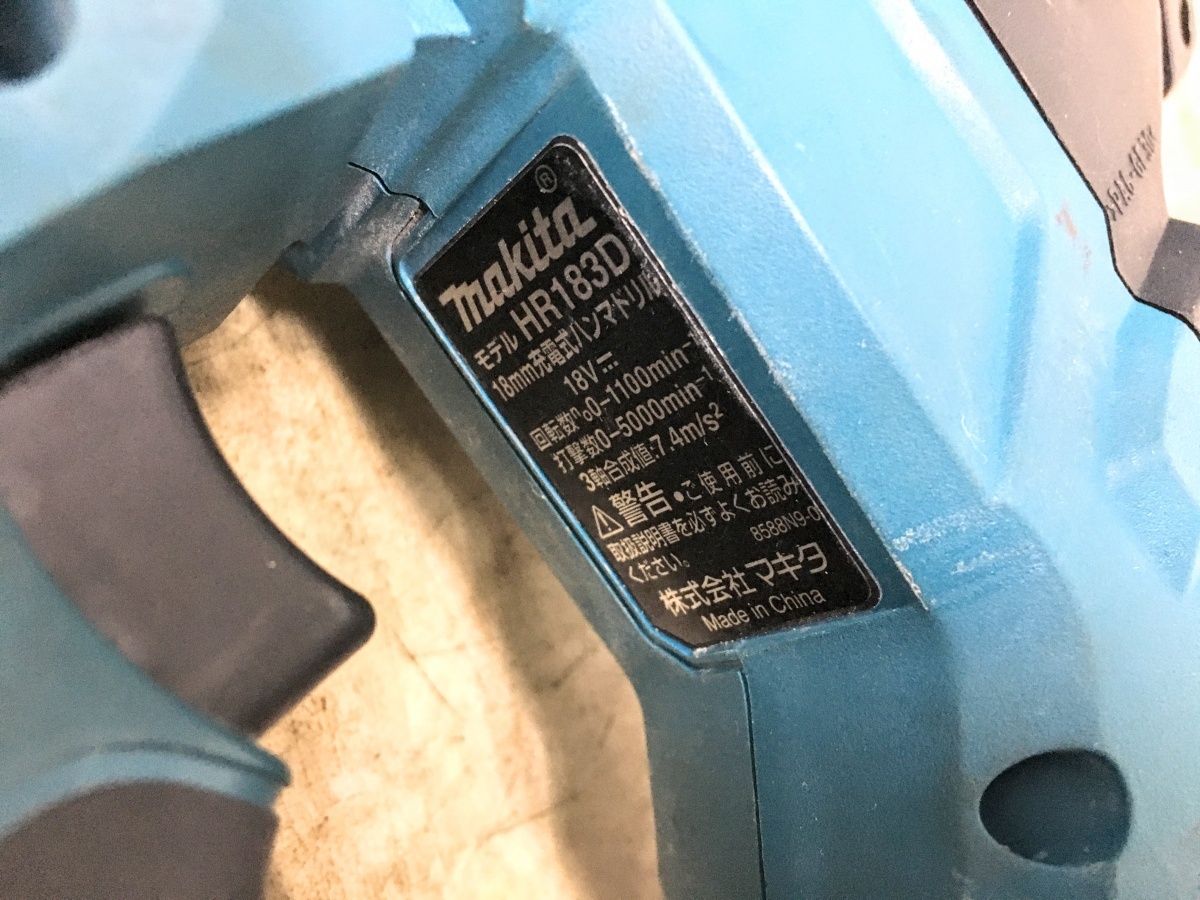 makita®
モデル HR183D
18mm充電式ハンマドリル
18V
回転数n₀0-1100min⁻¹
打撃数0-5000min⁻¹
3軸合成値:7.4m/s²
⚠警告・ご使用前に
取扱説明書を必ずよくお読み
ください。
8588N9-0
株式会社マキタ
Made in China